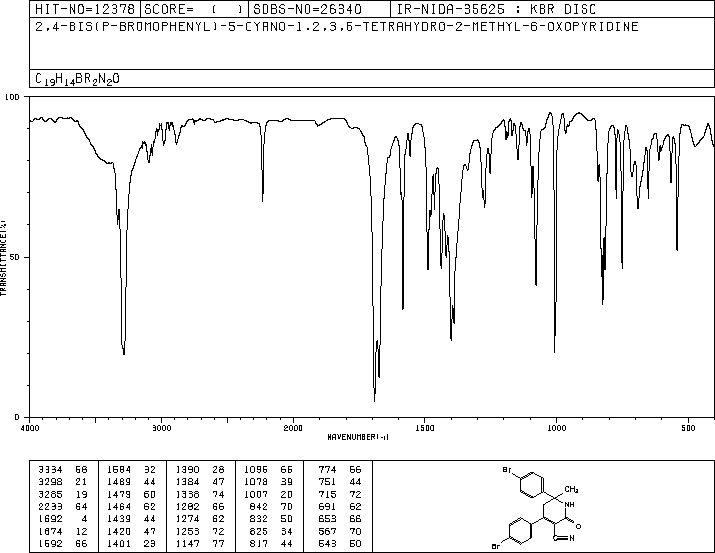 HIT-NO=12378 SCORE= ( ) SDBS-NO=26340 IR-NIDA-35625 : KBR DISC
2,4-BIS(P-BROMOPHENYL)-5-CYANO-1,2,3,6-TETRAHYDRO-2-METHYL-6-OXOPYRIDINE
C19H14BR2N2O
100
50
0
TRANSMITTANCE(%)
4000 3000 2000 1500 1000 500
WAVENUMBER(-1)
3334 68 1584 32 1390 28 1096 66 774 66
3298 21 1489 44 1384 47 1078 39 751 44
3285 19 1479 60 1338 74 1007 20 715 72
2233 64 1464 62 1282 66 842 70 691 62
1692 4 1439 44 1274 62 832 50 653 66
1674 12 1420 47 1253 72 825 34 567 70
1592 66 1401 23 1147 77 817 44 543 50
Br
CH3
NH
O
C≡N
Br